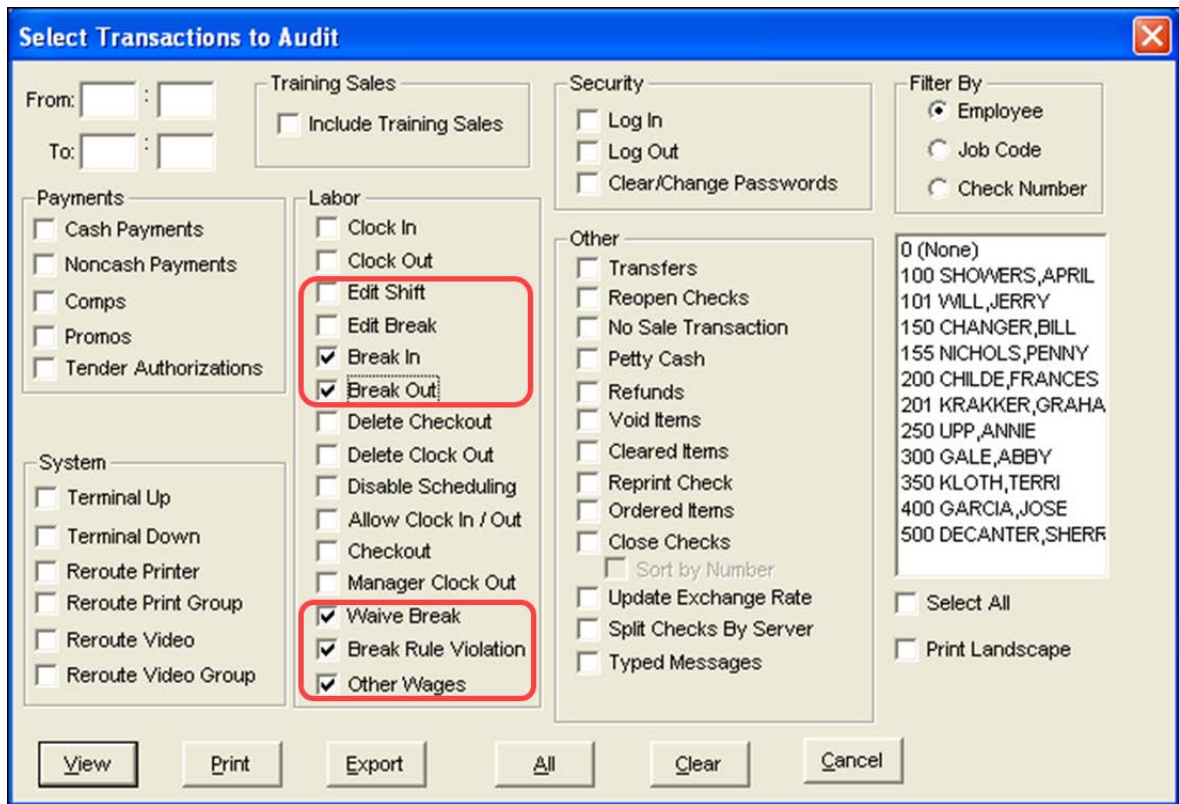 Select Transactions to Audit
From: :
To: :
Training Sales
Include Training Sales
Payments
Cash Payments
Noncash Payments
Comps
Promos
Tender Authorizations
System
Terminal Up
Terminal Down
Reroute Printer
Reroute Print Group
Reroute Video
Reroute Video Group
Labor
Clock In
Clock Out
Edit Shift
Edit Break
Break In
Break Out
Delete Checkout
Delete Clock Out
Disable Scheduling
Allow Clock In / Out
Checkout
Manager Clock Out
Waive Break
Break Rule Violation
Other Wages
Security
Log In
Log Out
Clear/Change Passwords
Other
Transfers
Reopen Checks
No Sale Transaction
Petty Cash
Refunds
Void Items
Cleared Items
Reprint Check
Ordered Items
Close Checks
Sort by Number
Update Exchange Rate
Split Checks By Server
Typed Messages
Filter By
Employee
Job Code
Check Number
0 (None)
100 SHOWERS,APRIL
101 WILL,JERRY
150 CHANGER,BILL
155 NICHOLS,PENNY
200 CHILDE,FRANCES
201 KRAKKER,GRAHA
250 UPP,ANNIE
300 GALE,ABBY
350 KLOTH,TERRI
400 GARCIA,JOSE
500 DECANTER,SHERR
Select All
Print Landscape
View
Print
Export
All
Clear
Cancel